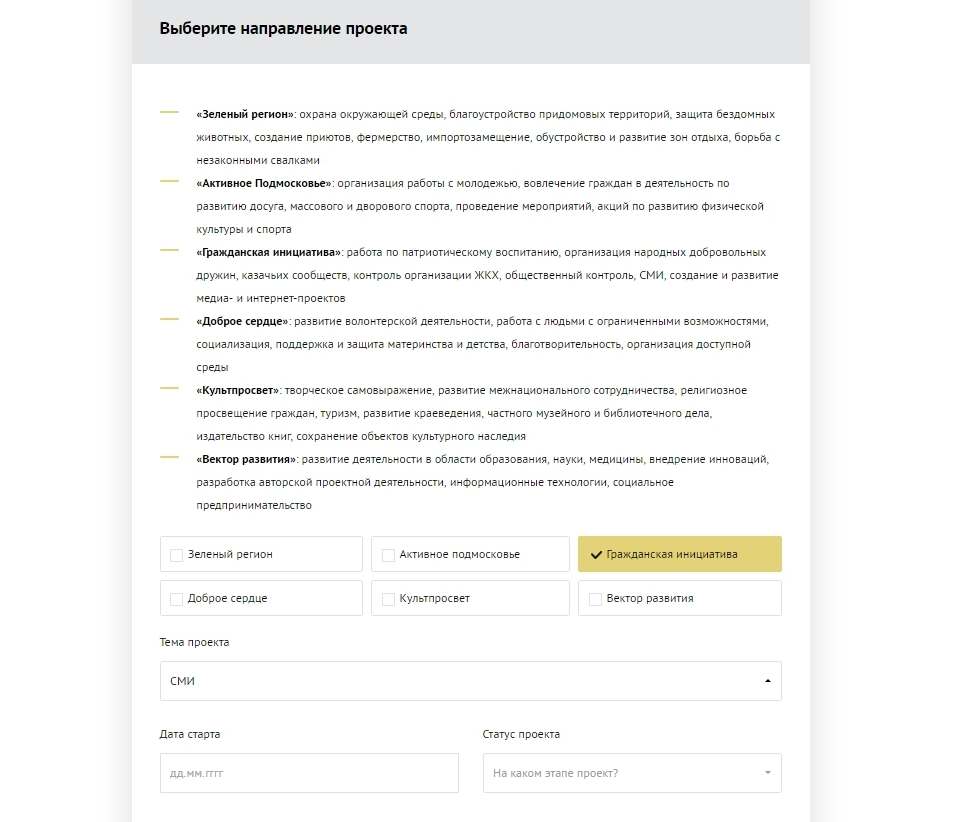 Выберите направление проекта
«Зеленый регион»: охрана окружающей среды, благоустройство придомовых территорий, защита бездомных
животных, создание приютов, фермерство, импортозамещение, обустройство и развитие зон отдыха, борьба с
незаконными свалками
«Активное Подмосковье»: организация работы с молодежью, вовлечение граждан в деятельность по
развитию досуга, массового и дворового спорта, проведение мероприятий, акций по развитию физической
культуры и спорта
«Гражданская инициатива»: работа по патриотическому воспитанию, организация народных добровольных
дружин, казачьих сообществ, контроль организации ЖКХ, общественный контроль, СМИ, создание и развитие
медиа- и интернет-проектов
«Доброе сердце»: развитие волонтерской деятельности, работа с людьми с ограниченными возможностями,
социализация, поддержка и защита материнства и детства, благотворительность, организация доступной
среды
«Культпросвет»: творческое самовыражение, развитие межнационального сотрудничества, религиозное
просвещение граждан, туризм, развитие краеведения, частного музейного и библиотечного дела,
издательство книг, сохранение объектов культурного наследия
«Вектор развития»: развитие деятельности в области образования, науки, медицины, внедрение инноваций,
разработка авторской проектной деятельности, информационные технологии, социальное
предпринимательство
Зеленый регион Активное подмосковье Гражданская инициатива
Доброе сердце Культпросвет Вектор развития
Тема проекта
СМИ
Дата старта Статус проекта
дд.мм.гггг На каком этапе проект?